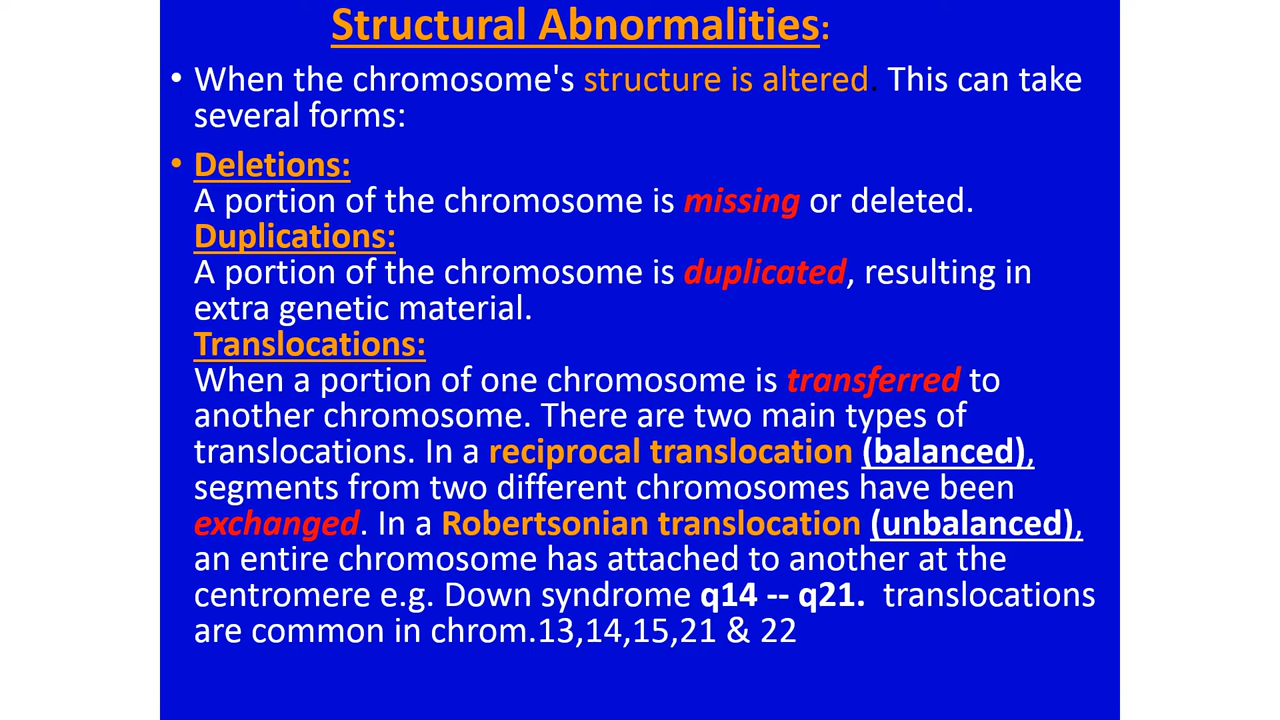 Structural Abnormalities:
• When the chromosome's structure is altered. This can take
several forms:
• Deletions:
A portion of the chromosome is missing or deleted.
Duplications:
A portion of the chromosome is duplicated, resulting in
extra genetic material.
Translocations:
When a portion of one chromosome is transferred to
another chromosome. There are two main types of
translocations. In a reciprocal translocation (balanced),
segments from two different chromosomes have been
exchanged. In a Robertsonian translocation (unbalanced),
an entire chromosome has attached to another at the
centromere e.g. Down syndrome q14 -- q21. translocations
are common in chrom.13,14,15,21 & 22